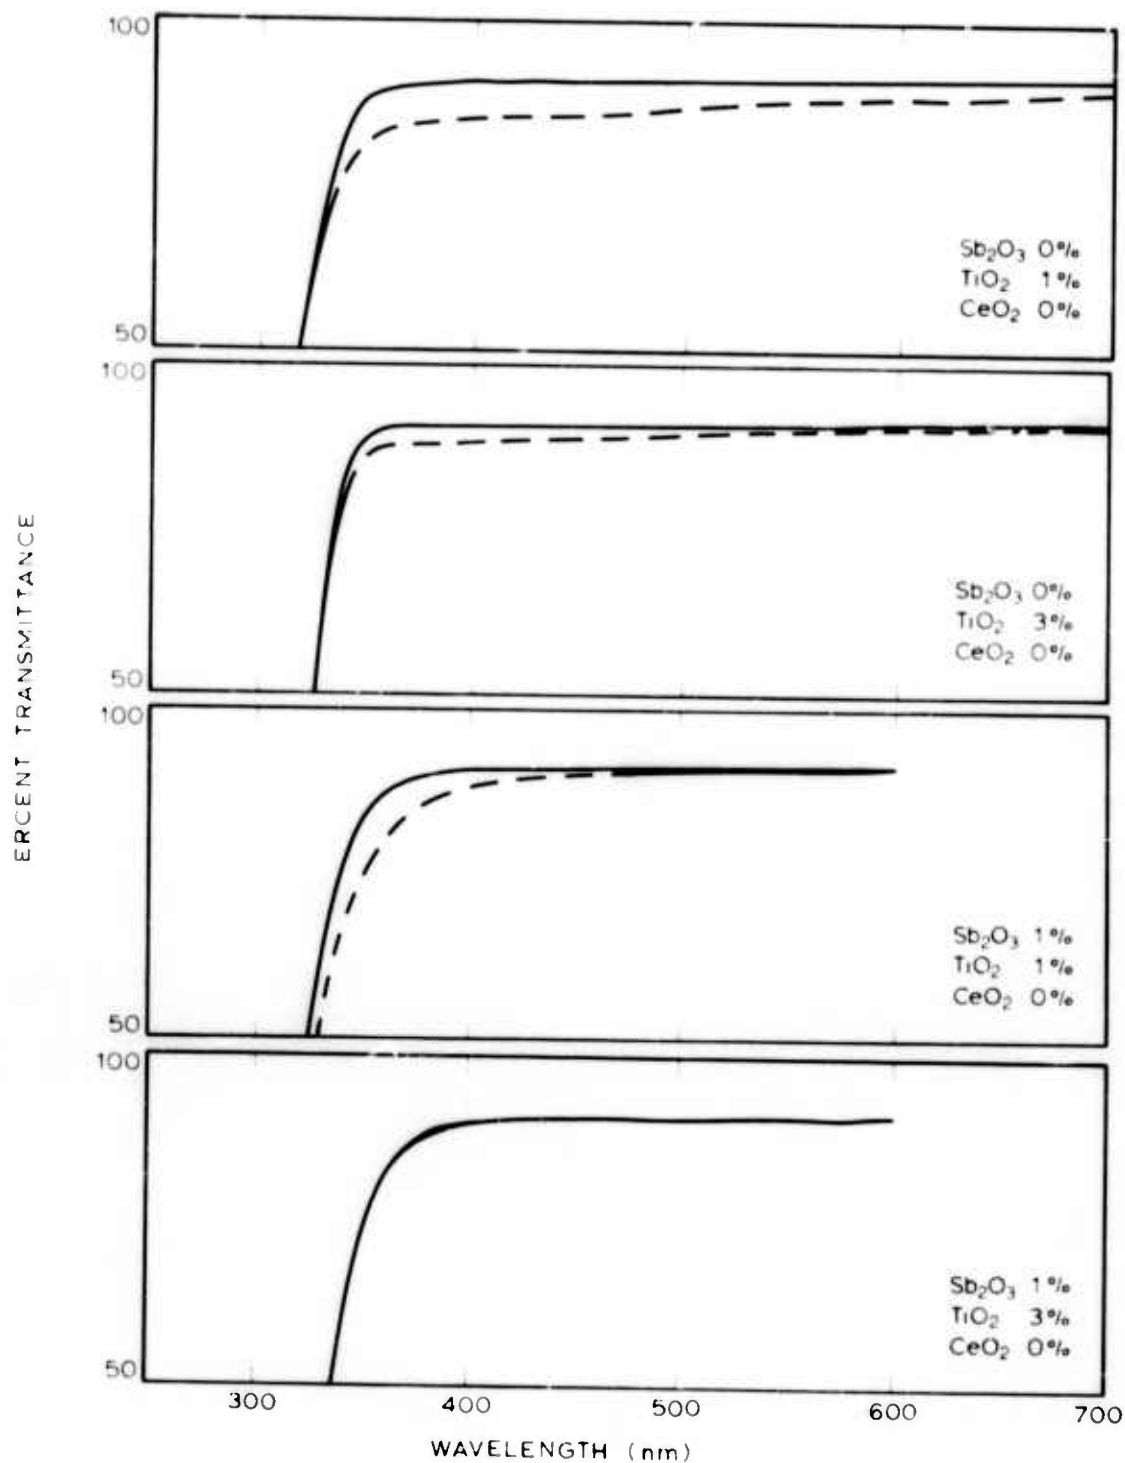 100
Sb₂O₃ 0%
TiO₂ 1%
CeO₂ 0%
50
100
Sb₂O₃ 0%
TiO₂ 3%
CeO₂ 0%
50
ERCENT TRANSMITTANCE
100
Sb₂O₃ 1%
TiO₂ 1%
CeO₂ 0%
50
100
Sb₂O₃ 1%
TiO₂ 3%
CeO₂ 0%
50
300 400 500 600 700
WAVELENGTH (nm)